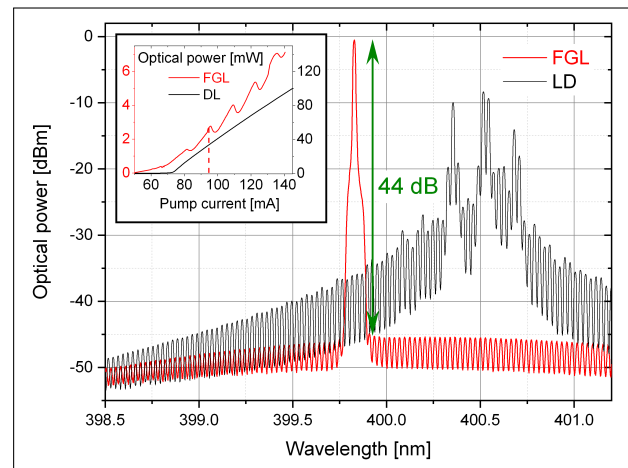 Optical power [dBm]
0
-10
-20
-30
-40
-50
398.5
399.0
399.5
400.0
400.5
401.0
Wavelength [nm]
FGL
LD
44 dB
Optical power [mW]
FGL
DL
6
4
2
0
120
80
40
0
60
80
100
120
140
Pump current [mA]